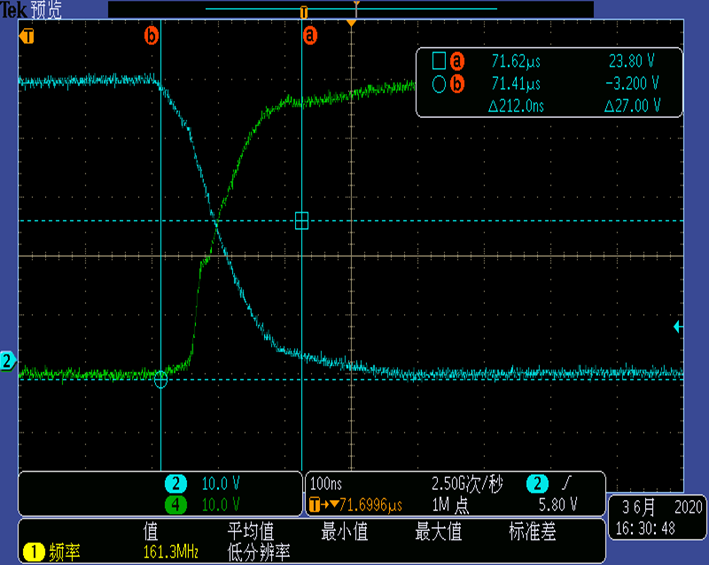 Tek 预览
T
T
b
a
a 71.62µs 23.80 V
b 71.41µs -3.200 V
△212.0ns △27.00 V
2
2 10.0 V
4 10.0 V
100ns 2.50G次/秒 2
T→▼71.6996µs 1M 点 5.80 V
3 6月 2020
16:30:48
值 平均值 最小值 最大值 标准差
1 频率 161.3MHz 低分辨率